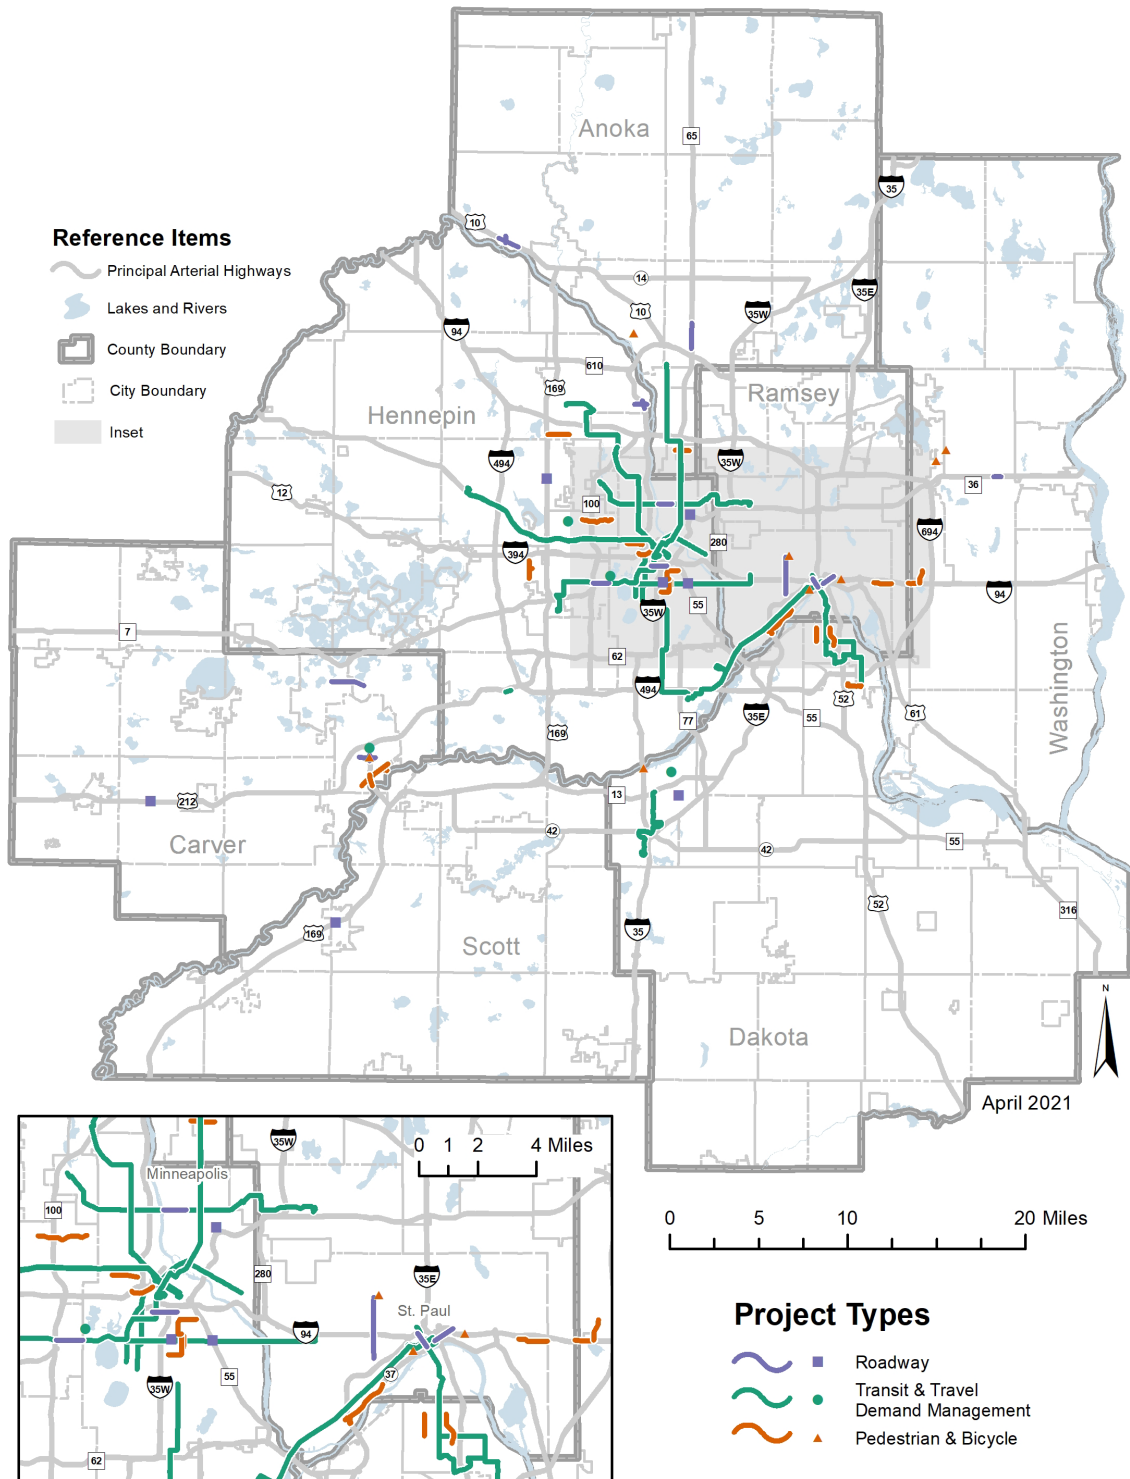 Anoka
65
35
10
Reference Items
Principal Arterial Highways
14
35E
Lakes and Rivers
10
35W
94
County Boundary
610
City Boundary
169
Ramsey
Hennepin
Inset
494
35W
12
36
100
694
280
394
94
35W
55
7
62
Washington
494
52
77
35E
55
61
169
13
212
42
Carver
42
55
52
316
169
35
Scott
N
Dakota
April 2021
35W
0 1 2 4 Miles
Minneapolis
100
280
35E
St. Paul
94
37
55
35W
62
0 5 10 20 Miles
Project Types
Roadway
Transit & Travel
Demand Management
Pedestrian & Bicycle